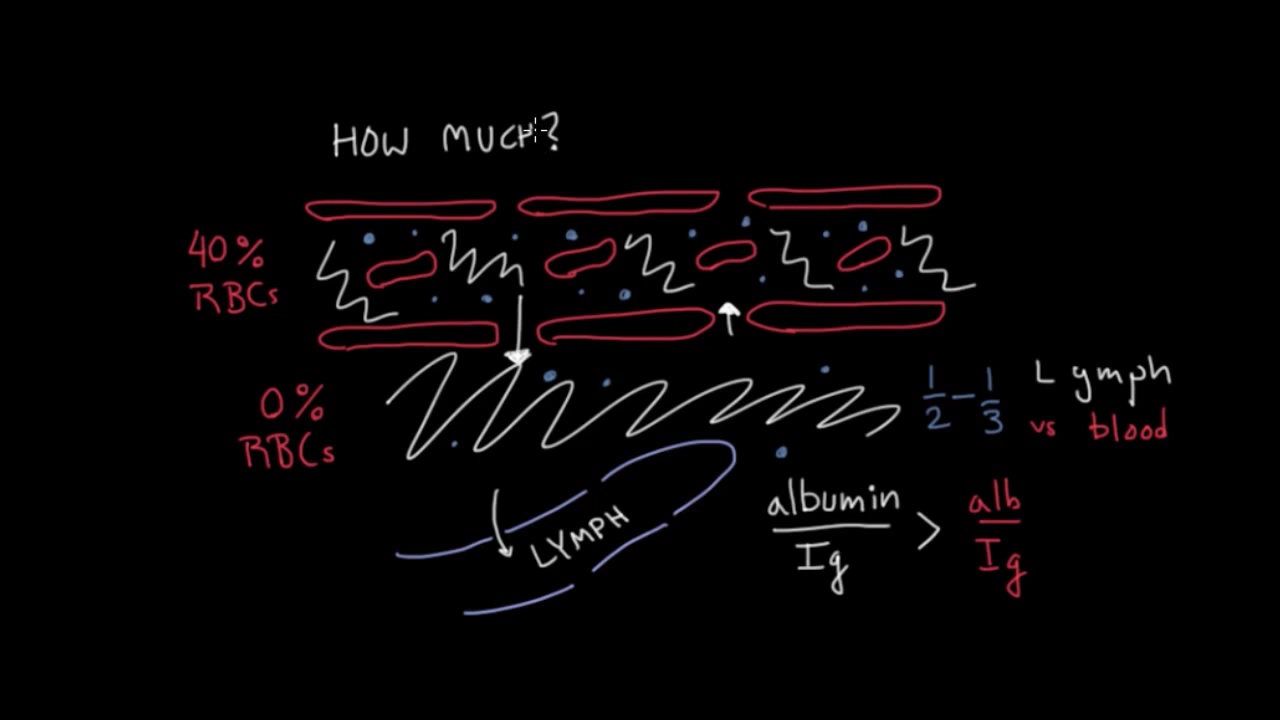 HOW MUCH?
40%
RBCs
0%
RBCs
1/2 - 1/3
Lymph
vs blood
LYMPH
albumin
Ig
>
alb
Ig